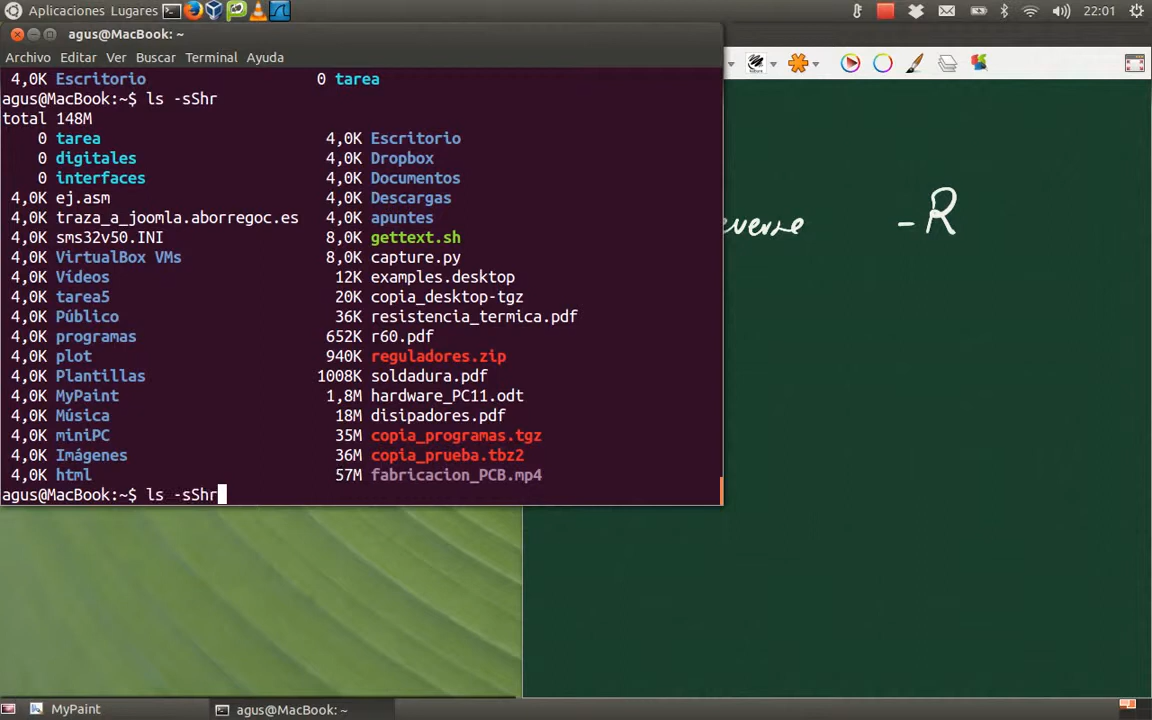 Aplicaciones Lugares 22:01
agus@MacBook: ~
Archivo Editar Ver Buscar Terminal Ayuda
4,0K Escritorio 0 tarea
agus@MacBook:~$ ls -sShr
total 148M
0 tarea 4,0K Escritorio
0 digitales 4,0K Dropbox
0 interfaces 4,0K Documentos
4,0K ej.asm 4,0K Descargas
4,0K traza_a_joomla.aborregoc.es 4,0K apuntes
4,0K sms32v50.INI 8,0K gettext.sh
4,0K VirtualBox VMs 8,0K capture.py
4,0K Vídeos 12K examples.desktop
4,0K tarea5 20K copia_desktop-tgz
4,0K Público 36K resistencia_termica.pdf
4,0K programas 652K r60.pdf
4,0K plot 940K reguladores.zip
4,0K Plantillas 1008K soldadura.pdf
4,0K MyPaint 1,8M hardware_PC11.odt
4,0K Música 18M disipadores.pdf
4,0K miniPC 35M copia_programas.tgz
4,0K Imágenes 36M copia_prueba.tbz2
4,0K html 57M fabricacion_PCB.mp4
agus@MacBook:~$ ls -sShr
everse -R
MyPaint agus@MacBook: ~